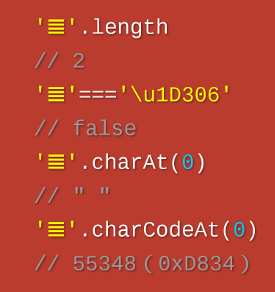 '𝌆'.length
// 2
'𝌆'==='\u1D306'
// false
'𝌆'.charAt(0)
// " "
'𝌆'.charCodeAt(0)
// 55348（0xD834）